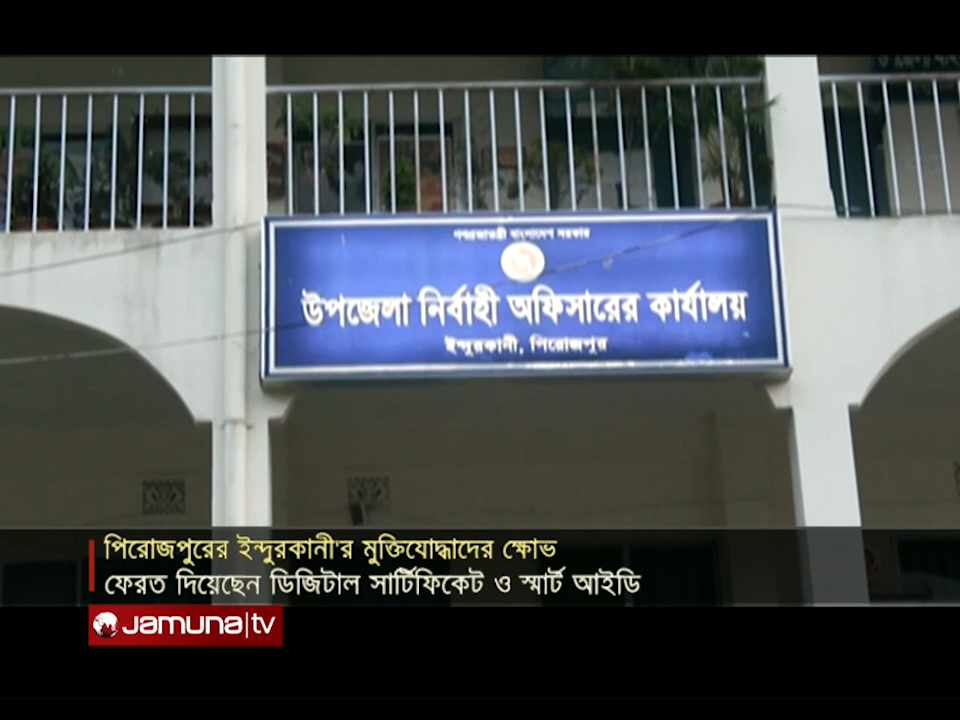 গণপ্রজাতন্ত্রী বাংলাদেশ সরকার
উপজেলা নির্বাহী অফিসারের কার্যালয়
ইন্দুরকানী, পিরোজপুর
পিরোজপুরের ইন্দুরকানী'র মুক্তিযোদ্ধাদের ক্ষোভ
ফেরত দিয়েছেন ডিজিটাল সার্টিফিকেট ও স্মার্ট আইডি
JAMUNA|tv